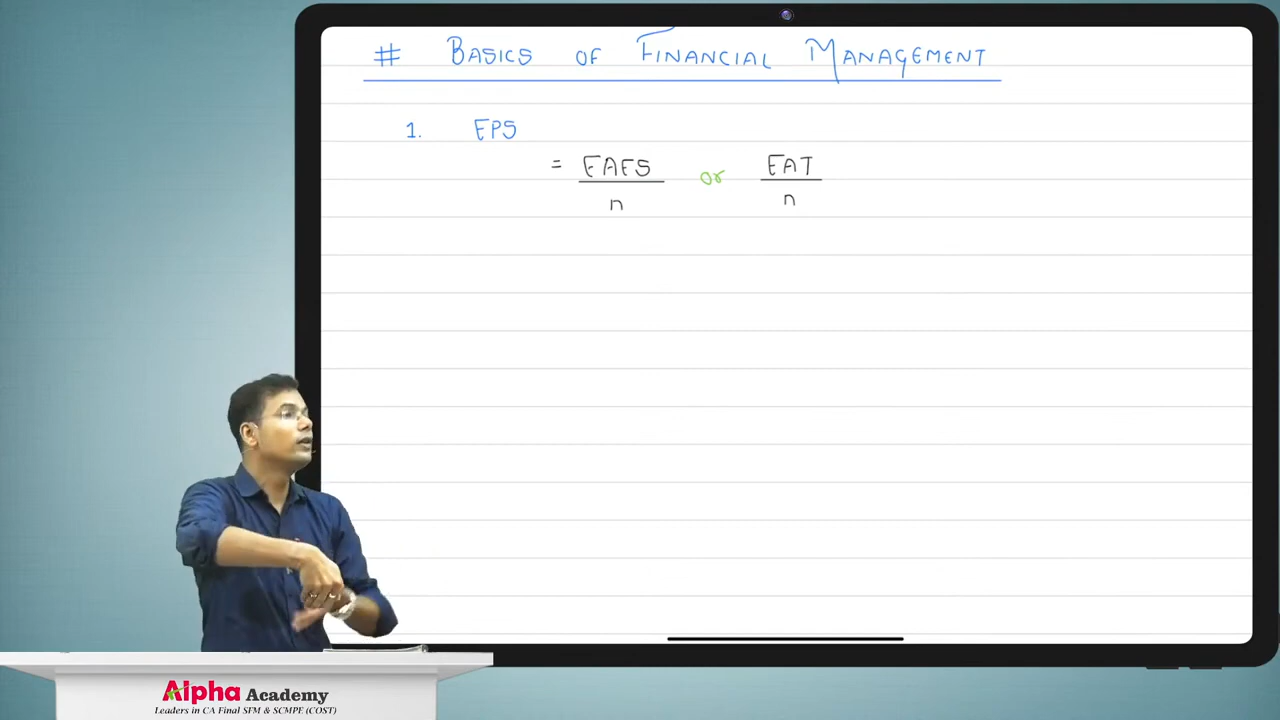 # BASICS OF FINANCIAL MANAGEMENT
1. EPS
= EAES or EAT
n n
Alpha Academy
Leaders in CA Final SFM & SCMPE (COST)